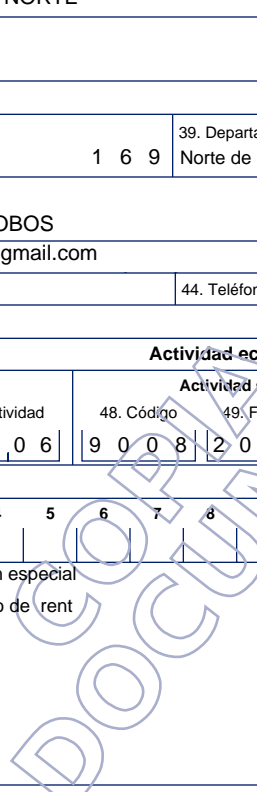 NORTE
39. Departa
1 6 9 Norte de
OBOS
gmail.com
44. Teléfon
Actividad ec
Actividad
tividad 48. Código 49. F
0 6 9 0 0 8 2 0
5 6 7 8
n especial
o de rent
COPIA
DOCUM